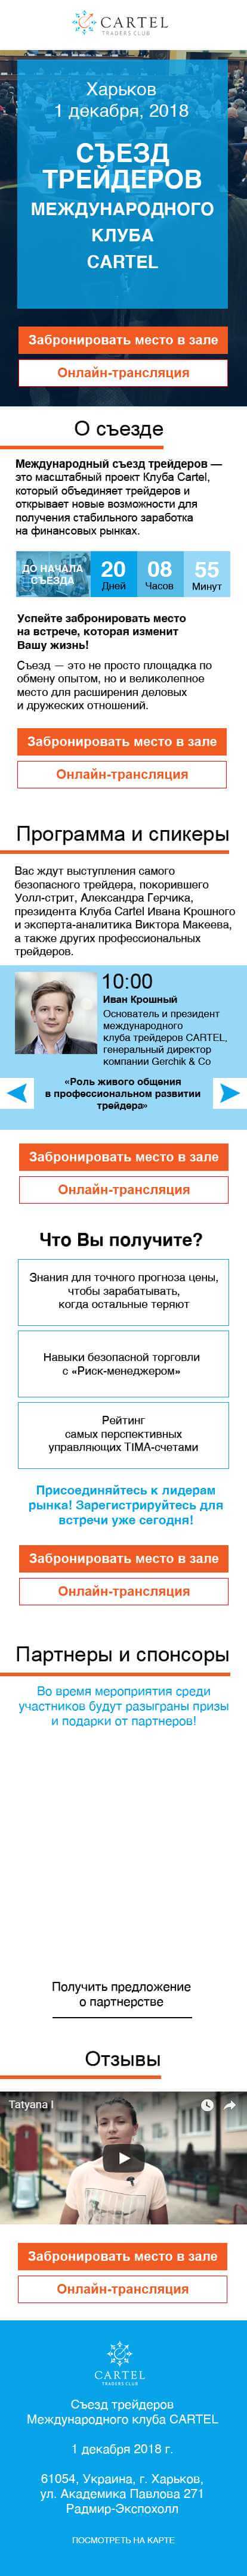 CARTEL
TRADERS CLUB
Харьков
1 декабря, 2018
СЪЕЗД
ТРЕЙДЕРОВ
МЕЖДУНАРОДНОГО
КЛУБА
CARTEL
Забронировать место в зале
Онлайн-трансляция
О съезде
Международный съезд трейдеров —
это масштабный проект Клуба Cartel,
который объединяет трейдеров и
открывает новые возможности для
получения стабильного заработка
на финансовых рынках.
ДО НАЧАЛА
СЪЕЗДА
20 08 55
Дней Часов Минут
Успейте забронировать место
на встрече, которая изменит
Вашу жизнь!
Съезд — это не просто площадка по
обмену опытом, но и великолепное
место для расширения деловых
и дружеских отношений.
Забронировать место в зале
Онлайн-трансляция
Программа и спикеры
Вас ждут выступления самого
безопасного трейдера, покорившего
Уолл-стрит, Александра Герчика,
президента Клуба Cartel Ивана Крошного
и эксперта-аналитика Виктора Макеева,
а также других профессиональных
трейдеров.
10:00
Иван Крошный
Основатель и президент
международного
клуба трейдеров CARTEL,
генеральный директор
компании Gerchik & Co
«Роль живого общения
в профессиональном развитии
трейдера»
Забронировать место в зале
Онлайн-трансляция
Что Вы получите?
Знания для точного прогноза цены,
чтобы зарабатывать,
когда остальные теряют
Навыки безопасной торговли
с «Риск-менеджером»
Рейтинг
самых перспективных
управляющих TIMA-счетами
Присоединяйтесь к лидерам
рынка! Зарегистрируйтесь для
встречи уже сегодня!
Забронировать место в зале
Онлайн-трансляция
Партнеры и спонсоры
Во время мероприятия среди
участников будут разыграны призы
и подарки от партнеров!
Получить предложение
о партнерстве
Отзывы
Tatyana I
Забронировать место в зале
Онлайн-трансляция
CARTEL
TRADERS CLUB
Съезд трейдеров
Международного клуба CARTEL
1 декабря 2018 г.
61054, Украина, г. Харьков,
ул. Академика Павлова 271
Радмир-Экспохолл
ПОСМОТРЕТЬ НА КАРТЕ